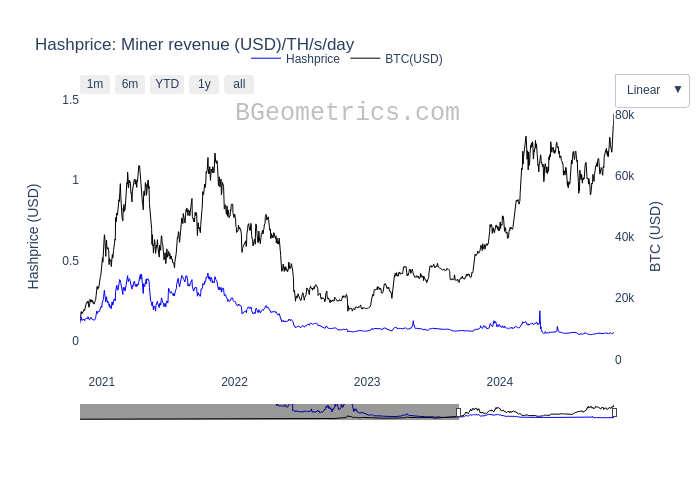 Hashprice: Miner revenue (USD)/TH/s/day
Hashprice BTC(USD)
1m 6m YTD 1y all
Linear ▼
BGeometrics.com
1.5
1
0.5
0
Hashprice (USD)
80k
60k
40k
20k
0
BTC (USD)
2021 2022 2023 2024